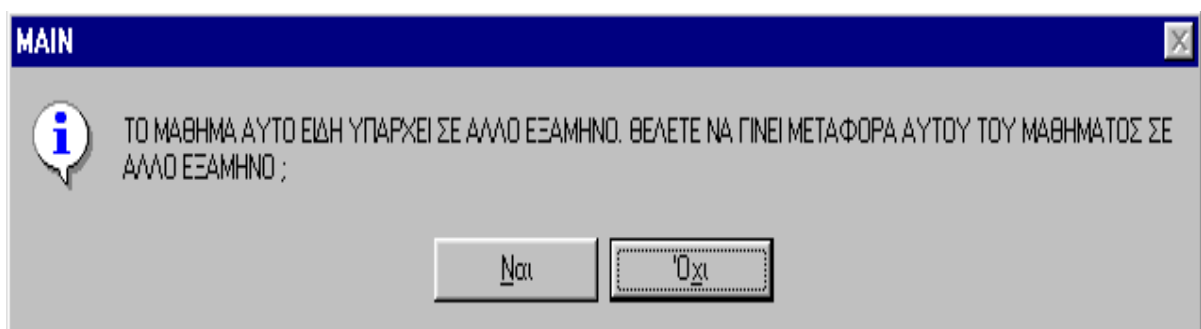 MAIN
ΤΟ ΜΑΘΗΜΑ ΑΥΤΟ ΕΙΔΗ ΥΠΑΡΧΕΙ ΣΕ ΑΛΛΟ ΕΞΑΜΗΝΟ. ΘΕΛΕΤΕ ΝΑ ΓΙΝΕΙ ΜΕΤΑΦΟΡΑ ΑΥΤΟΥ ΤΟΥ ΜΑΘΗΜΑΤΟΣ ΣΕ
ΑΛΛΟ ΕΞΑΜΗΝΟ ;
Ναι Όχι